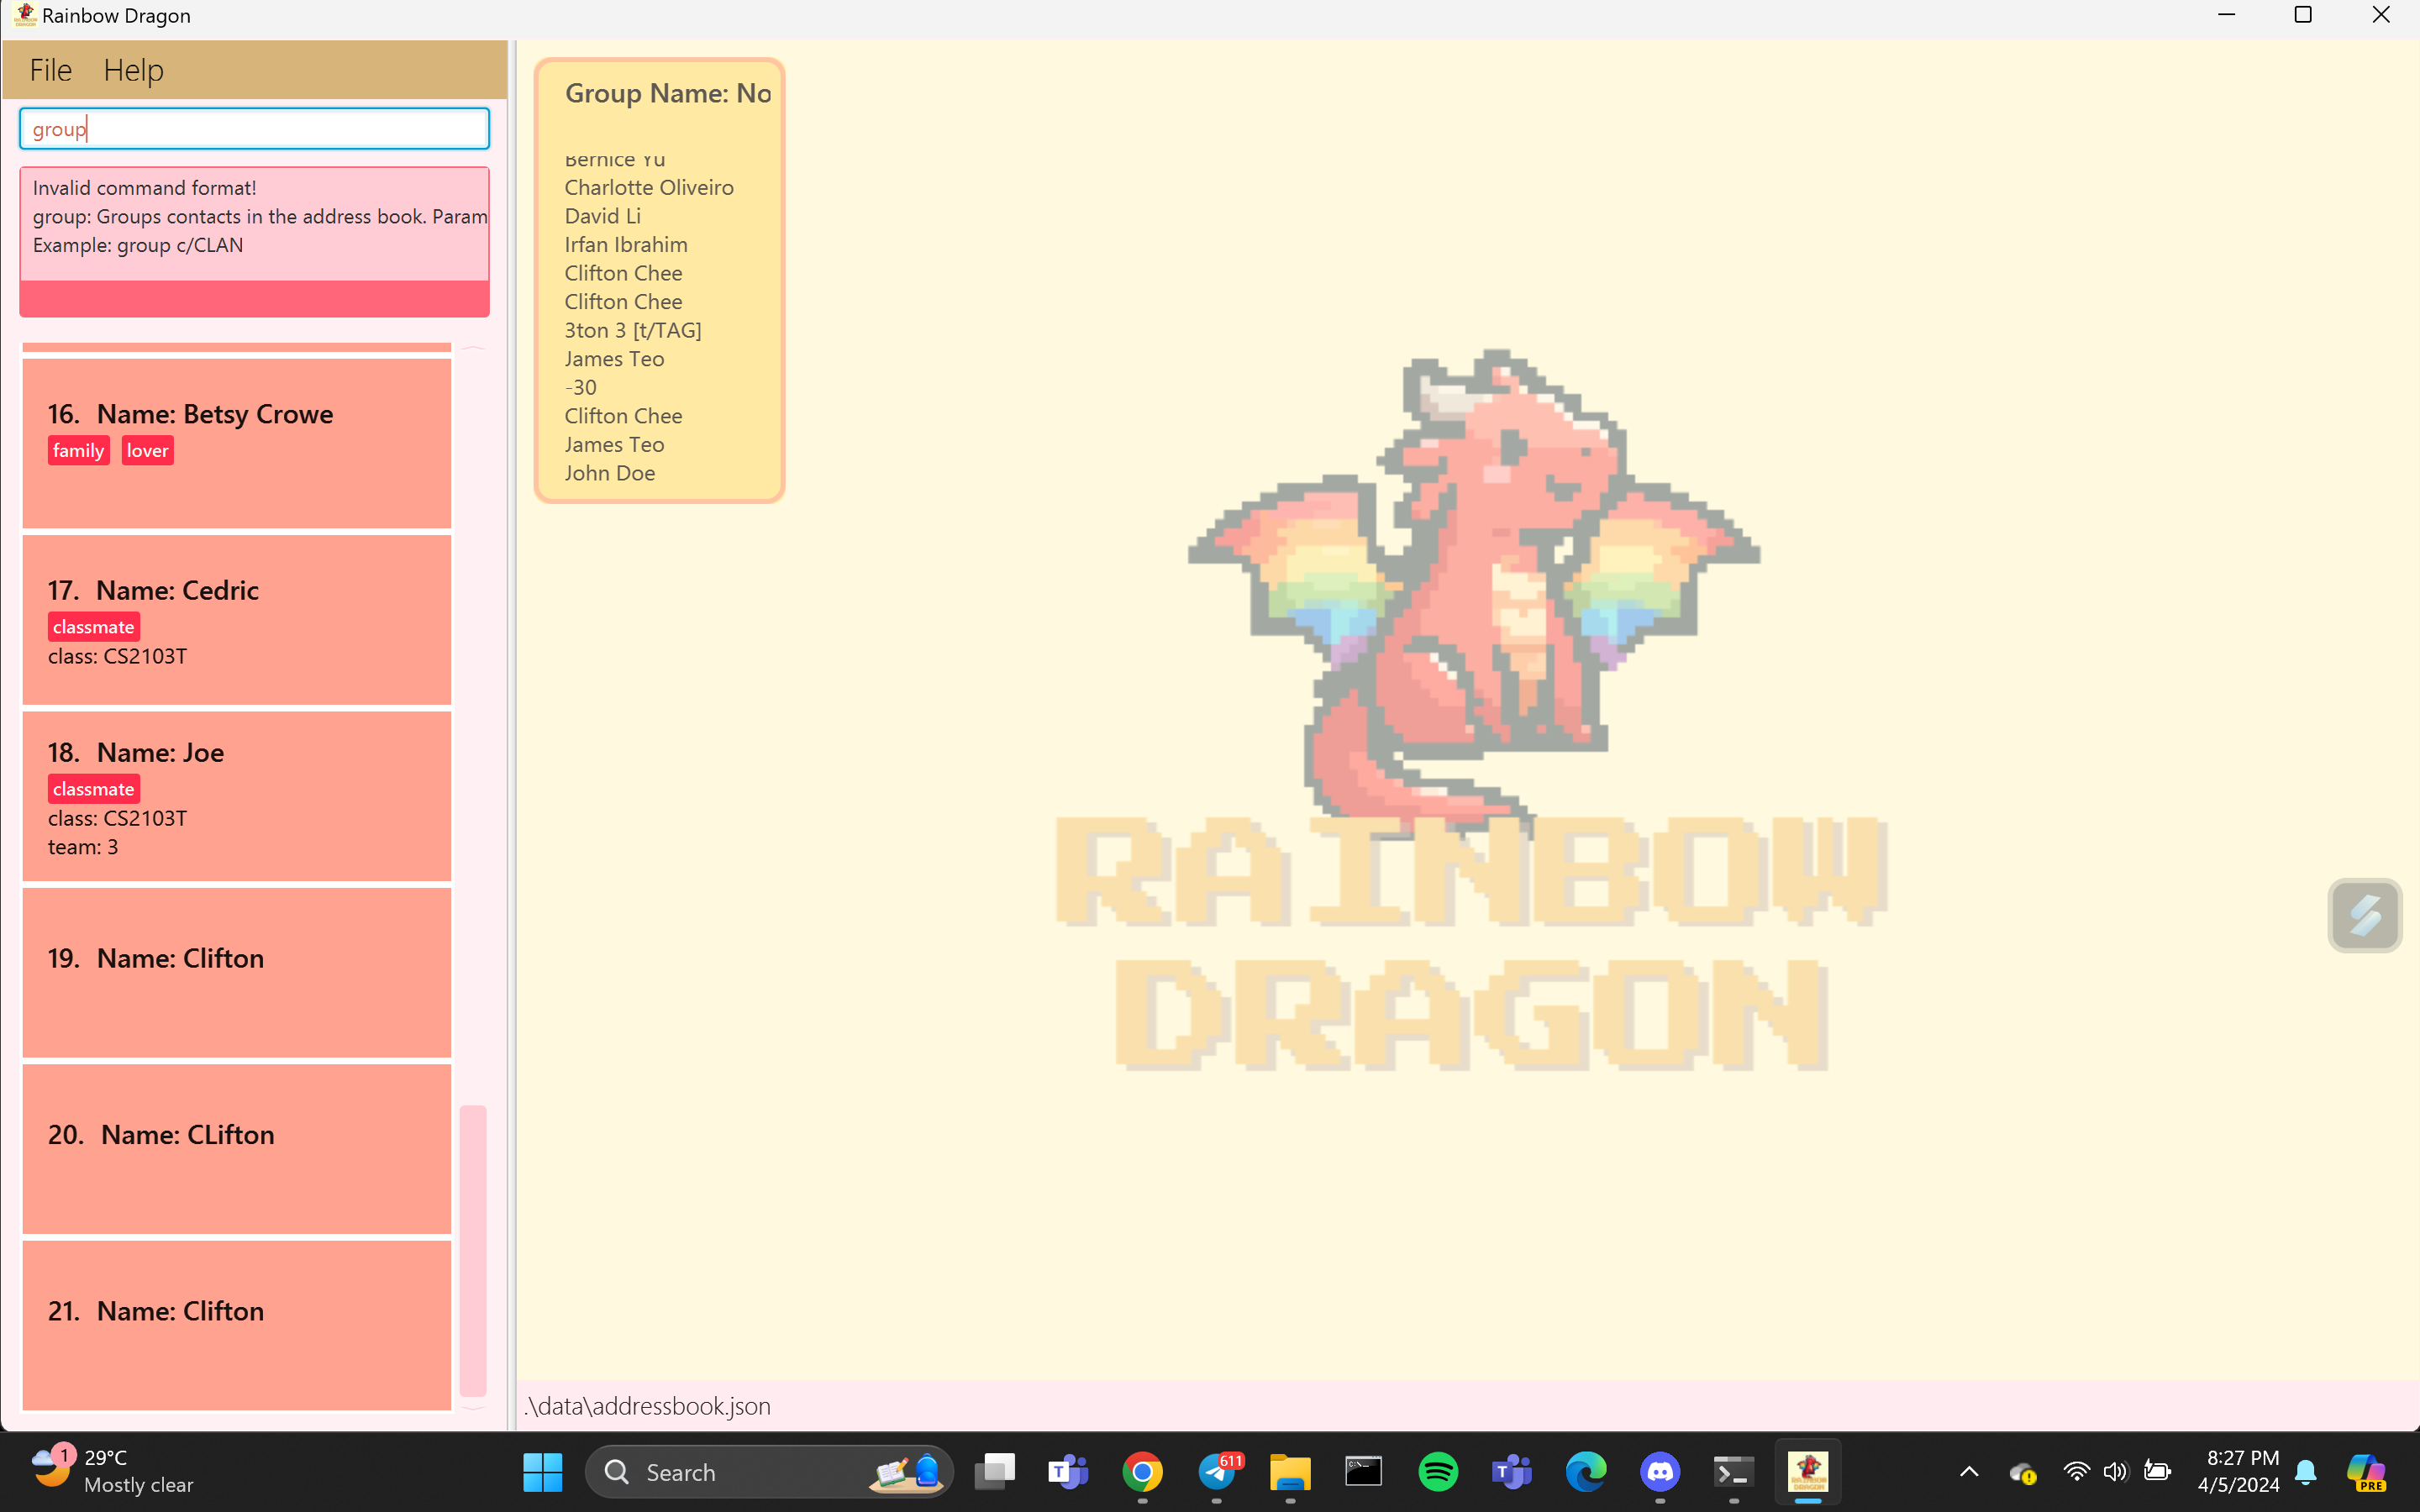 Rainbow Dragon
File Help
group
Invalid command format!
group: Groups contacts in the address book. Param
Example: group c/CLAN
16. Name: Betsy Crowe
family lover
17. Name: Cedric
classmate
class: CS2103T
18. Name: Joe
classmate
class: CS2103T
team: 3
19. Name: Clifton
20. Name: CLifton
21. Name: Clifton
Group Name: No
Bernice Yu
Charlotte Oliveiro
David Li
Irfan Ibrahim
Clifton Chee
Clifton Chee
3ton 3 [t/TAG]
James Teo
-30
Clifton Chee
James Teo
John Doe
RAINBOW
DRAGON
.\data\addressbook.json
1
29°C
Mostly clear
Search
611
PRE
8:27 PM
4/5/2024